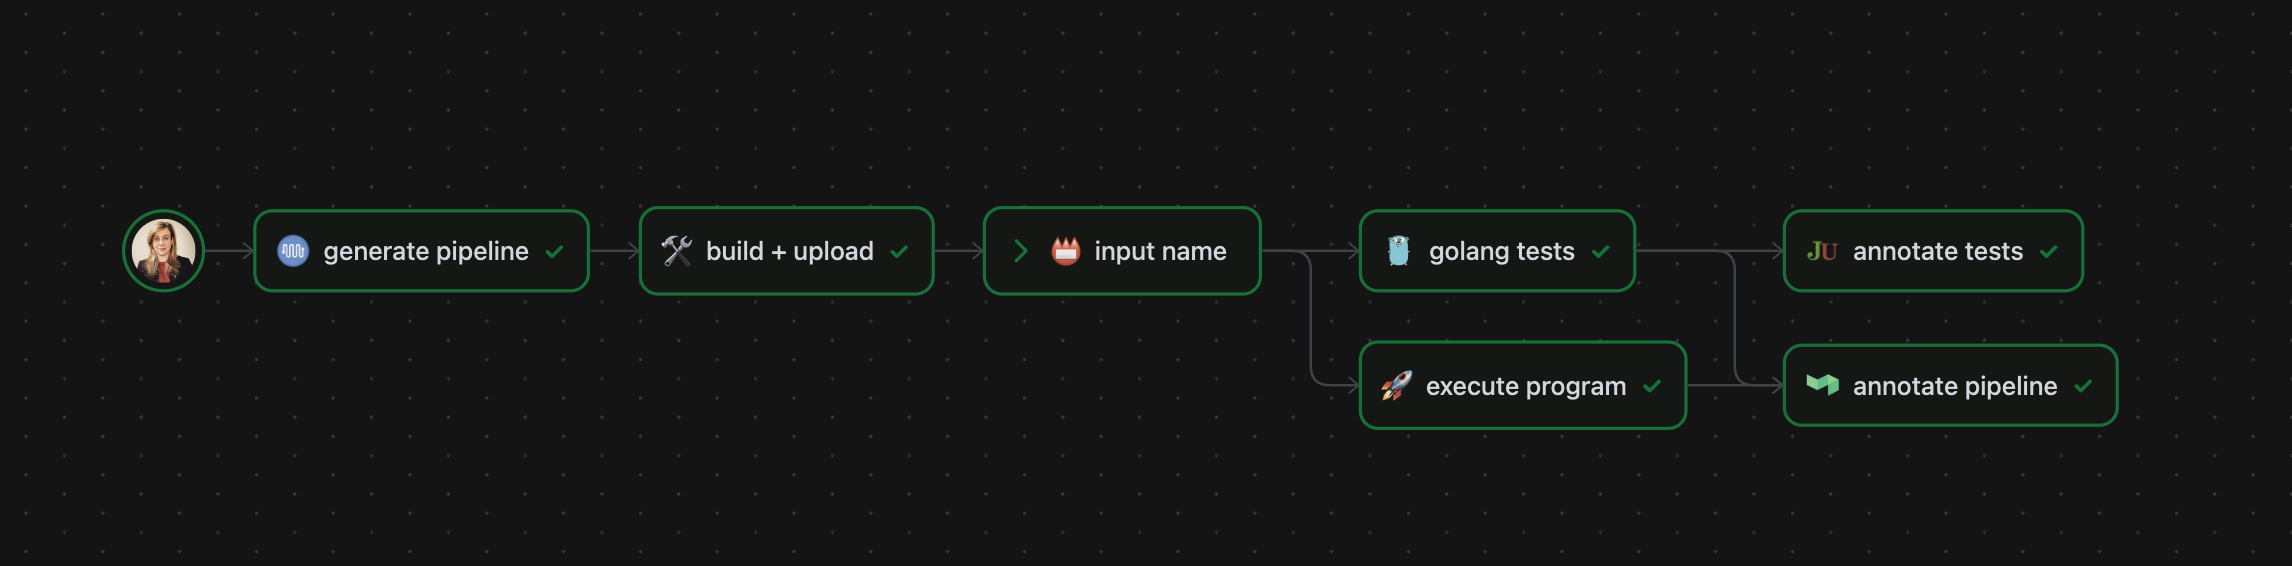 generate pipeline
build + upload
input name
golang tests
JU annotate tests
execute program
annotate pipeline